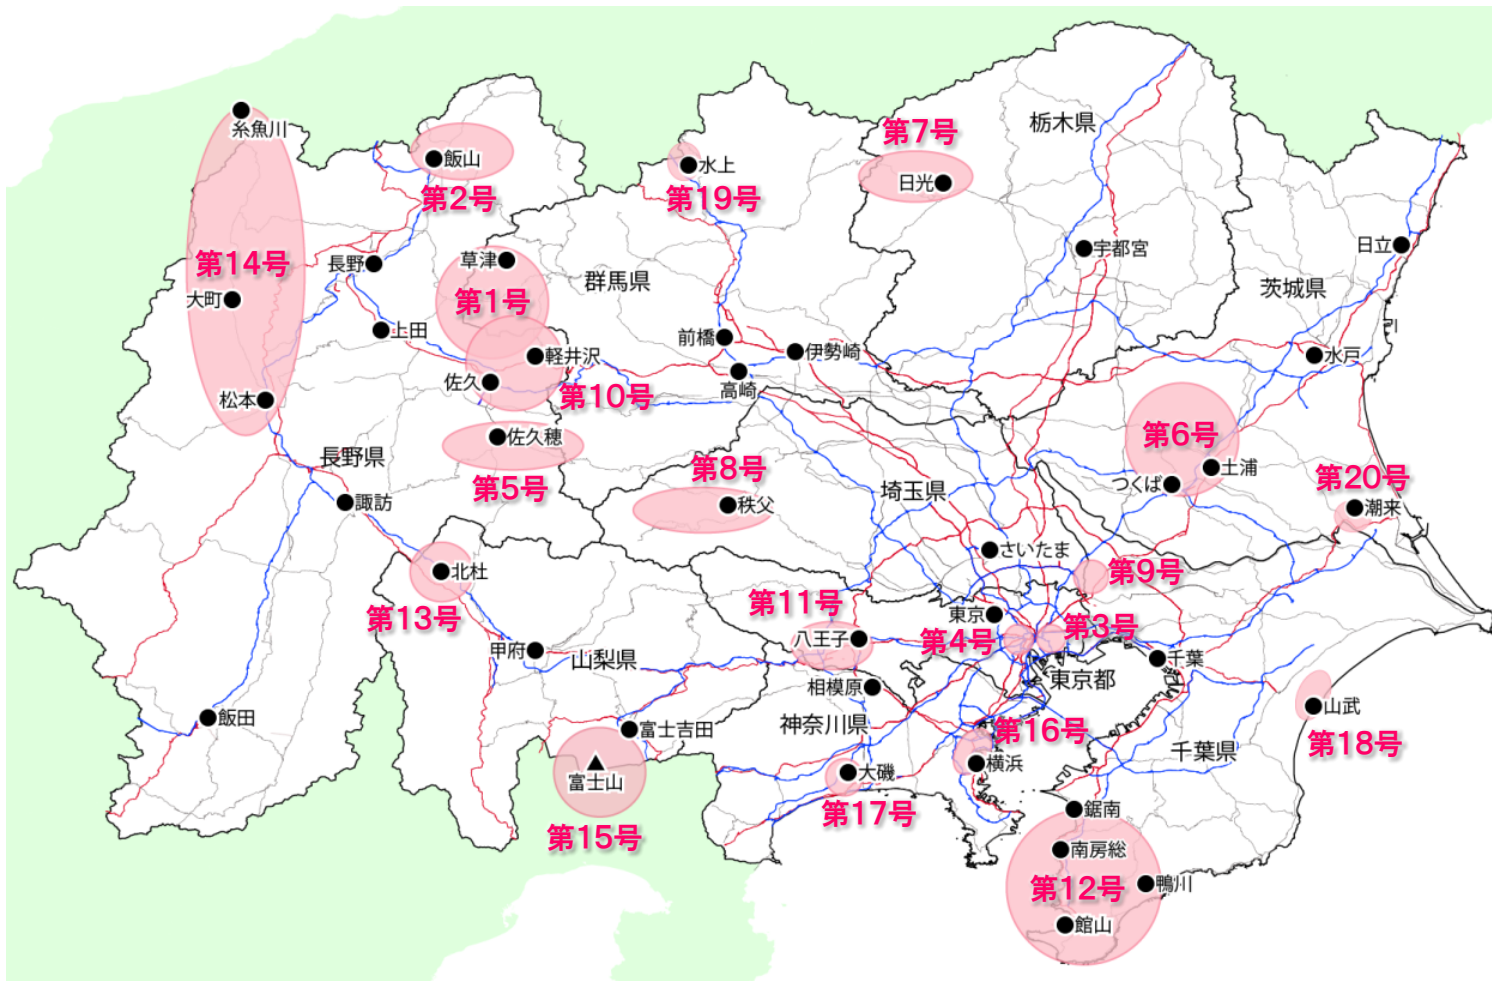 糸魚川
飯山
第2号
第14号
長野
大町
上田
松本
長野県
諏訪
飯田
草津
第1号
軽井沢
佐久
第10号
佐久穂
第5号
水上
第19号
群馬県
前橋
伊勢崎
高崎
第7号
日光
栃木県
宇都宮
日立
茨城県
水戸
第6号
土浦
つくば
第20号
潮来
第8号
秩父
埼玉県
さいたま
第9号
北杜
第13号
甲府
山梨県
富士吉田
富士山
第15号
第11号
八王子
東京
第4号
第3号
東京都
千葉
相模原
神奈川県
第16号
横浜
大磯
第17号
千葉県
山武
第18号
鋸南
南房総
第12号
鴨川
館山